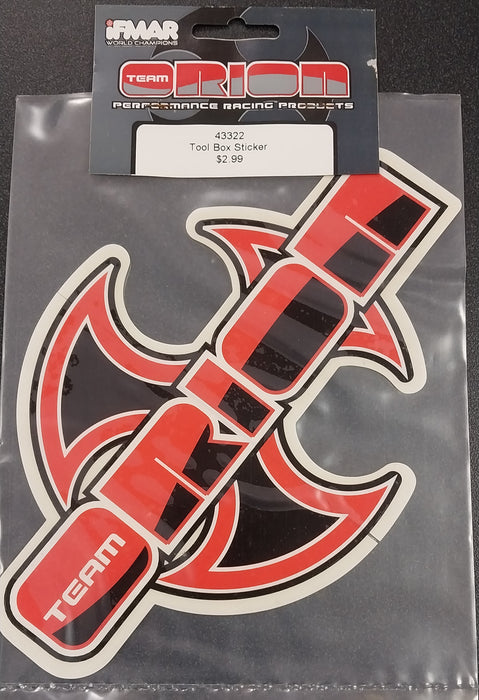 iFMAR
WORLD CHAMPIONS
TEAM
ORION
PERFORMANCE RACING PRODUCTS
43322
Tool Box Sticker
$2.99
TEAM
ORION